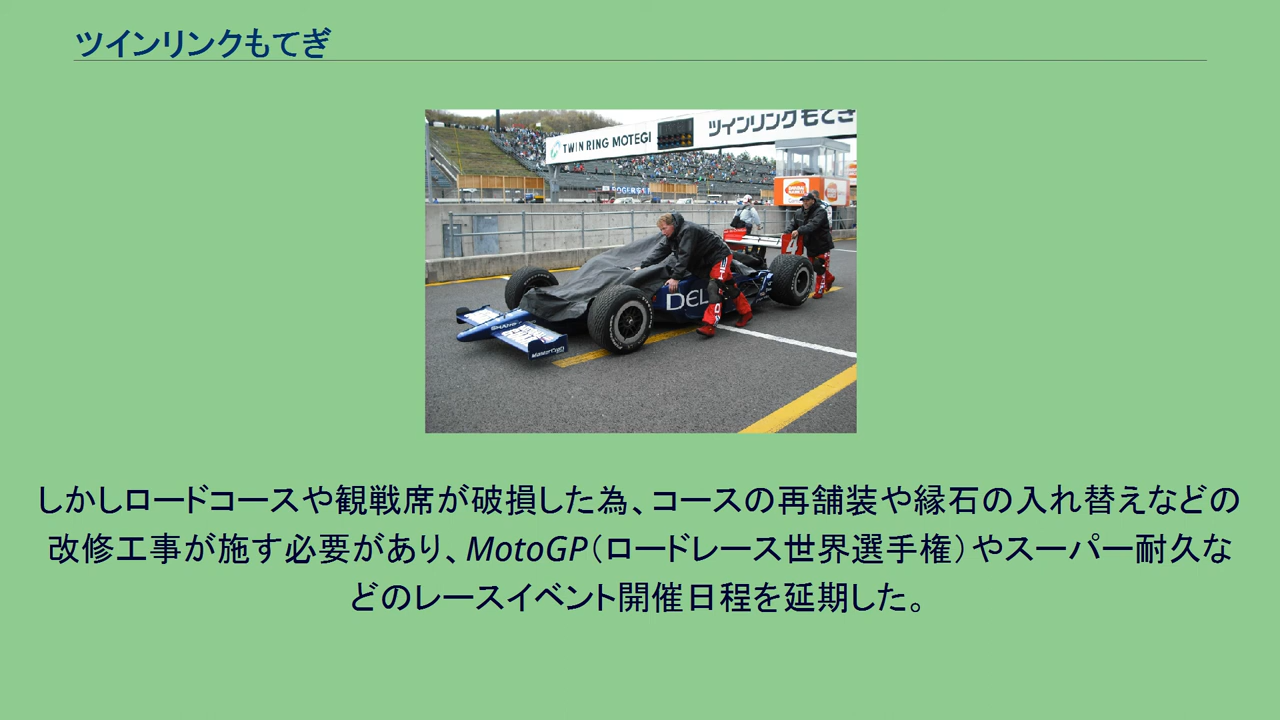 ツインリンクもてぎ
TWIN RING MOTEGI
ツインリンクもてぎ
ROGERS
4
DEL
しかしロードコースや観戦席が破損した為、コースの再舗装や縁石の入れ替えなどの
改修工事が施す必要があり、MotoGP（ロードレース世界選手権）やスーパー耐久な
どのレースイベント開催日程を延期した。